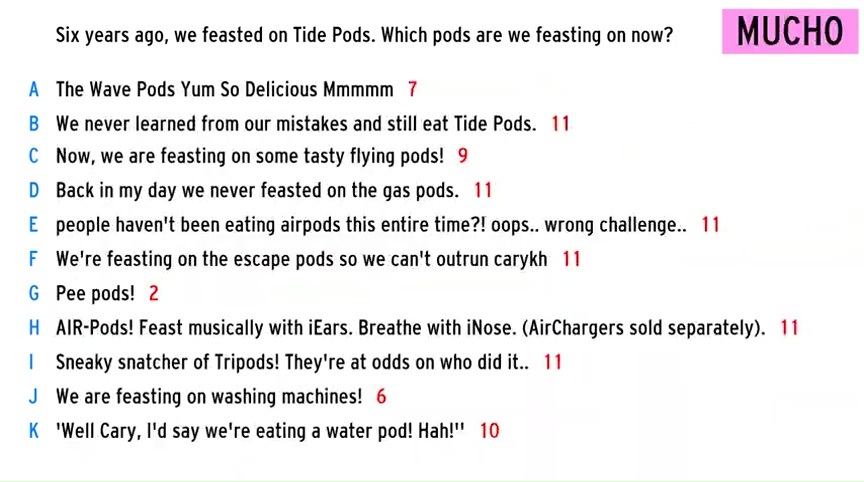 Six years ago, we feasted on Tide Pods. Which pods are we feasting on now?
MUCHO
A The Wave Pods Yum So Delicious Mmmmm 7
B We never learned from our mistakes and still eat Tide Pods. 11
C Now, we are feasting on some tasty flying pods! 9
D Back in my day we never feasted on the gas pods. 11
E people haven't been eating airpods this entire time?! oops.. wrong challenge.. 11
F We're feasting on the escape pods so we can't outrun carykh 11
G Pee pods! 2
H AIR-Pods! Feast musically with iEars. Breathe with iNose. (AirChargers sold separately). 11
I Sneaky snatcher of Tripods! They're at odds on who did it.. 11
J We are feasting on washing machines! 6
K 'Well Cary, I'd say we're eating a water pod! Hah!'' 10